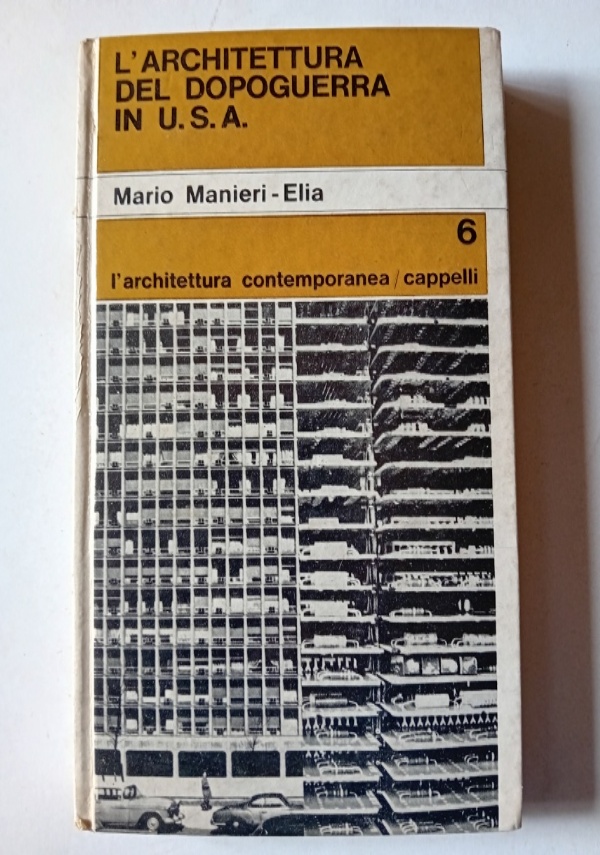 L'ARCHITETTURA
DEL DOPOGUERRA
IN U.S.A.
Mario Manieri-Elia
6
l'architettura contemporanea / cappelli